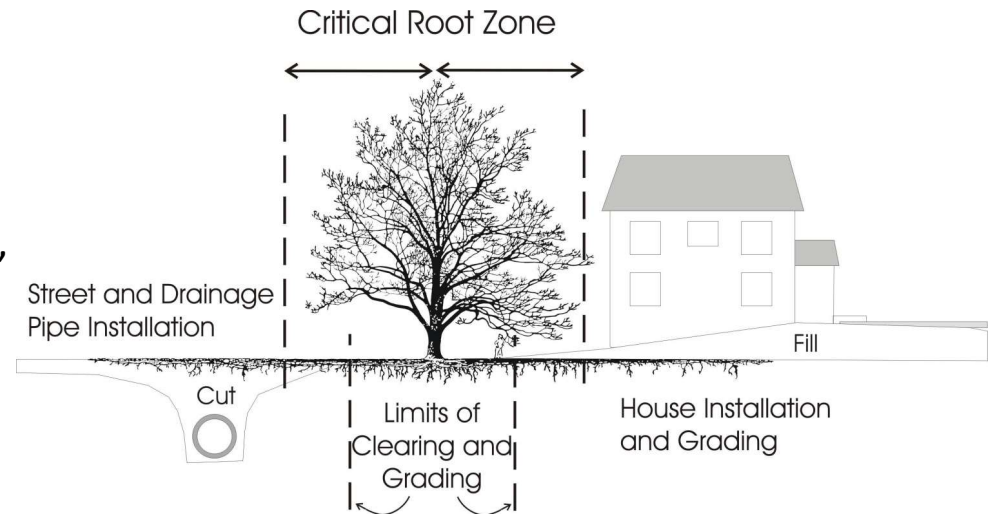 Critical Root Zone
,
Street and Drainage
Pipe Installation
Fill
Cut
Limits of
Clearing and
Grading
House Installation
and Grading